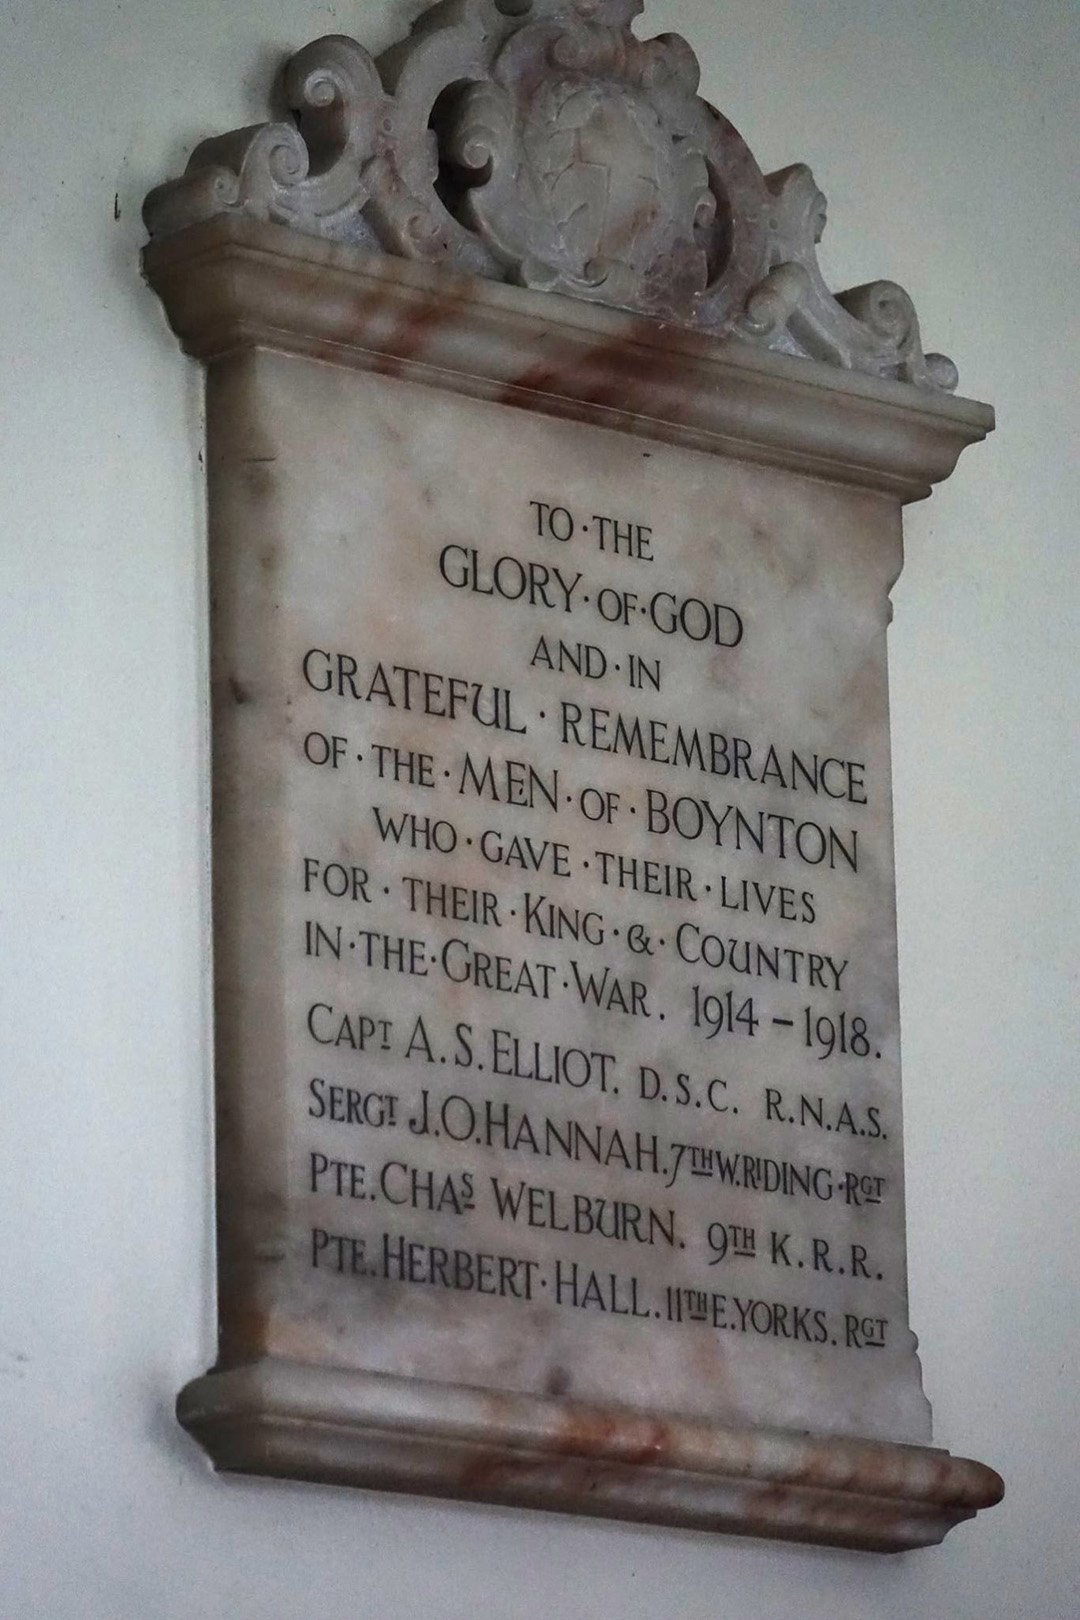 TO·THE
GLORY·OF·GOD
AND·IN
GRATEFUL·REMEMBRANCE
OF·THE·MEN·OF·BOYNTON
WHO·GAVE·THEIR·LIVES
FOR·THEIR·KING·&·COUNTRY
IN·THE·GREAT·WAR. 1914–1918.
CAPT A.S.ELLIOT. D.S.C. R.N.A.S.
SERGT J.O.HANNAH. 7TH W.RIDING·RGT
PTE.CHAS WELBURN. 9TH K.R.R.
PTE.HERBERT·HALL. 11TH E.YORKS. RGT